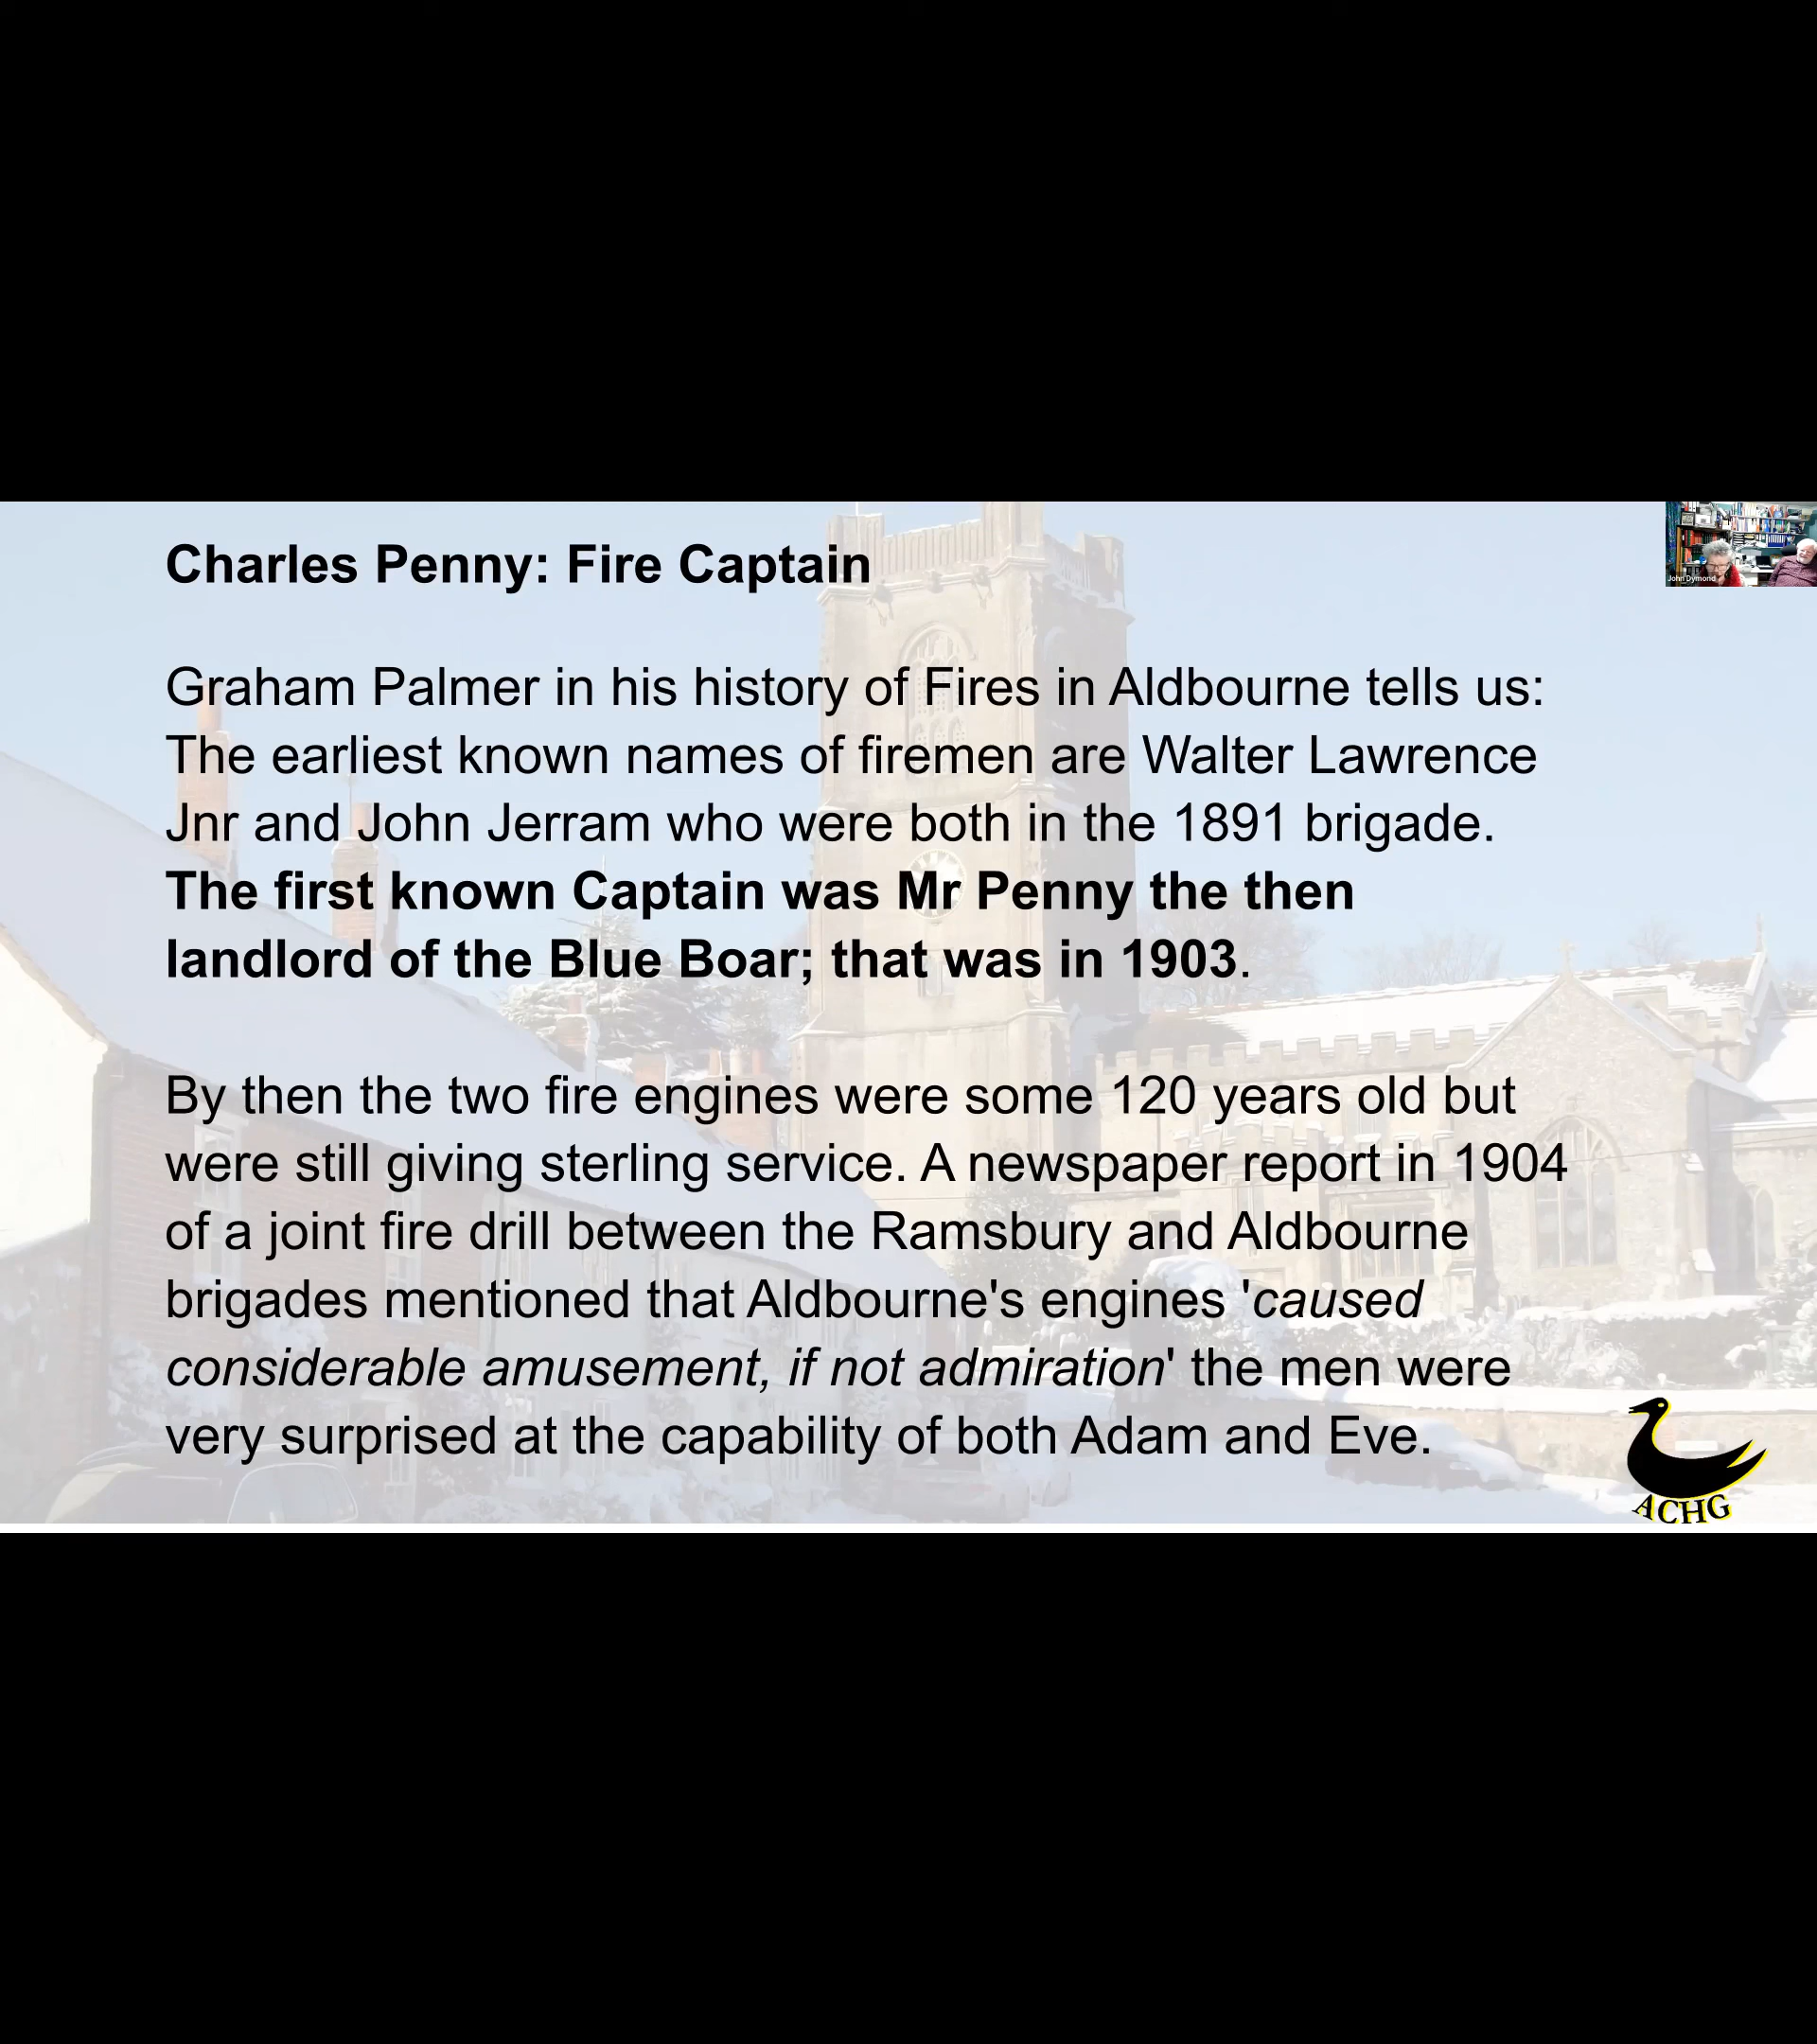 Charles Penny: Fire Captain
John Dymond
Graham Palmer in his history of Fires in Aldbourne tells us:
The earliest known names of firemen are Walter Lawrence
Jnr and John Jerram who were both in the 1891 brigade.
The first known Captain was Mr Penny the then
landlord of the Blue Boar; that was in 1903.
By then the two fire engines were some 120 years old but
were still giving sterling service. A newspaper report in 1904
of a joint fire drill between the Ramsbury and Aldbourne
brigades mentioned that Aldbourne's engines 'caused
considerable amusement, if not admiration' the men were
very surprised at the capability of both Adam and Eve.
ACHG